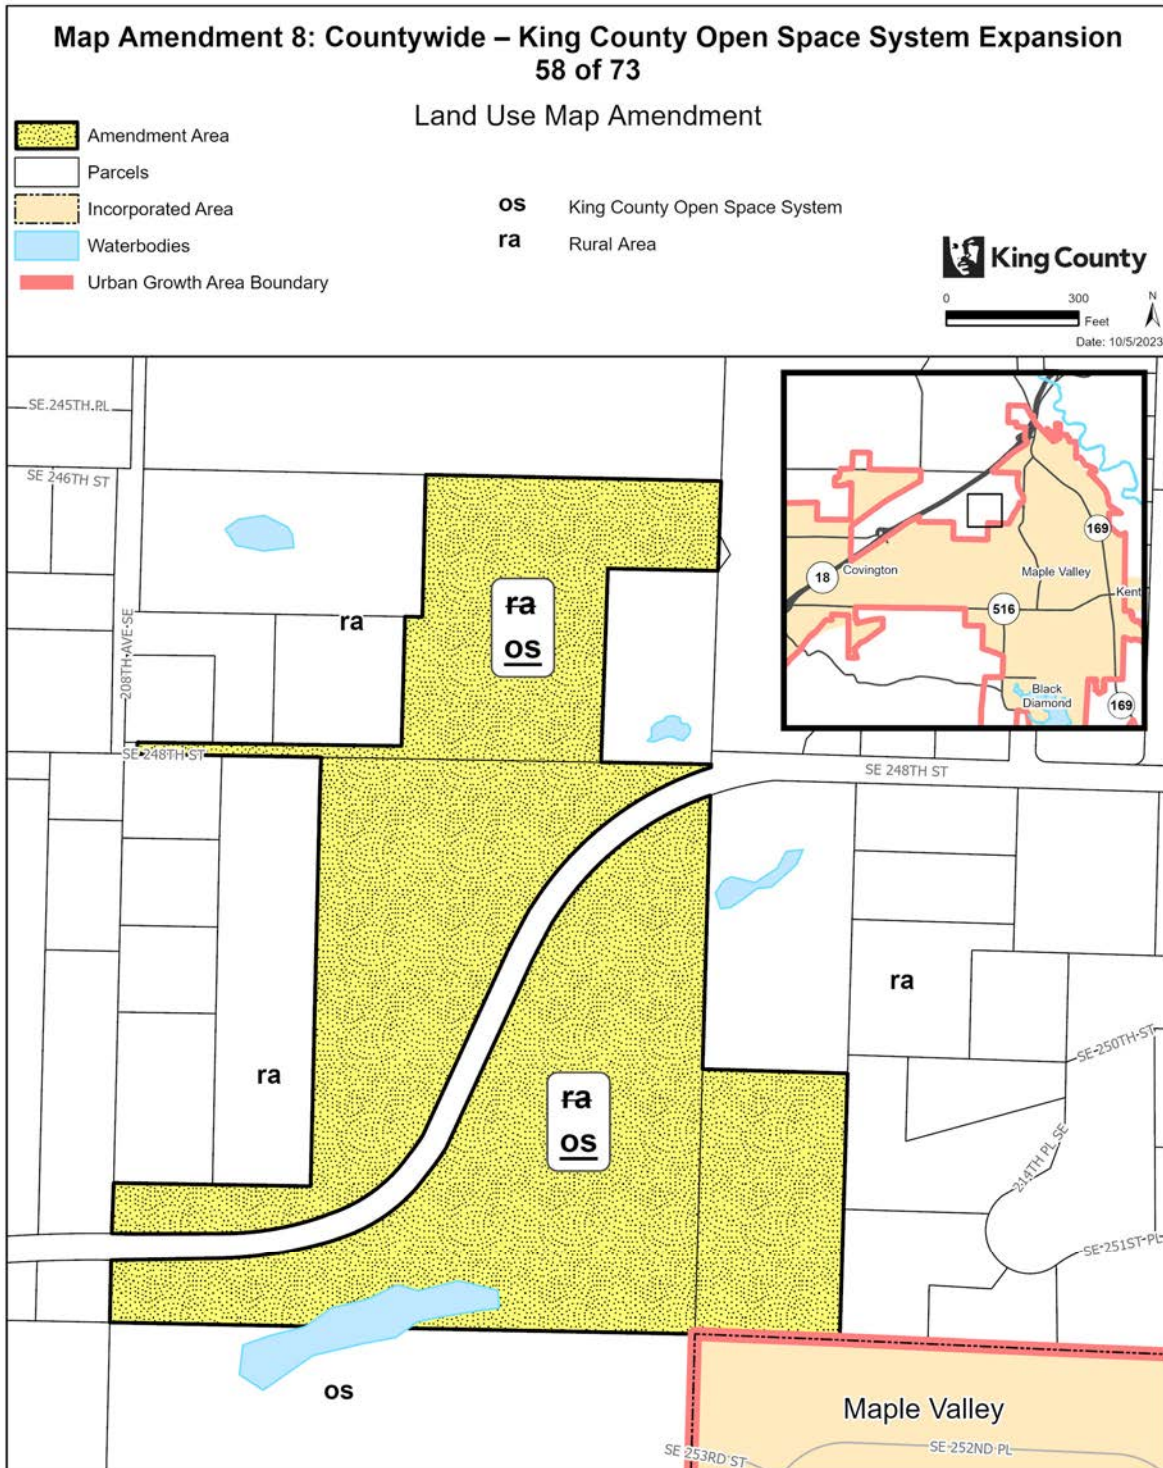 Map Amendment 8: Countywide – King County Open Space System Expansion
58 of 73
Land Use Map Amendment
Amendment Area
Parcels
Incorporated Area
Waterbodies
Urban Growth Area Boundary
os King County Open Space System
ra Rural Area
King County
0 300
Feet
N
Date: 10/5/2023
SE 245TH PL
SE 246TH ST
208TH AVE SE
ra
ra
os
SE 248TH ST
SE 248TH ST
18
Covington
169
Maple Valley
Kent
516
Black
Diamond
169
ra
ra
ra
os
SE 250TH ST
214TH PL SE
SE 251ST PL
os
Maple Valley
SE 253RD ST
SE 252ND PL